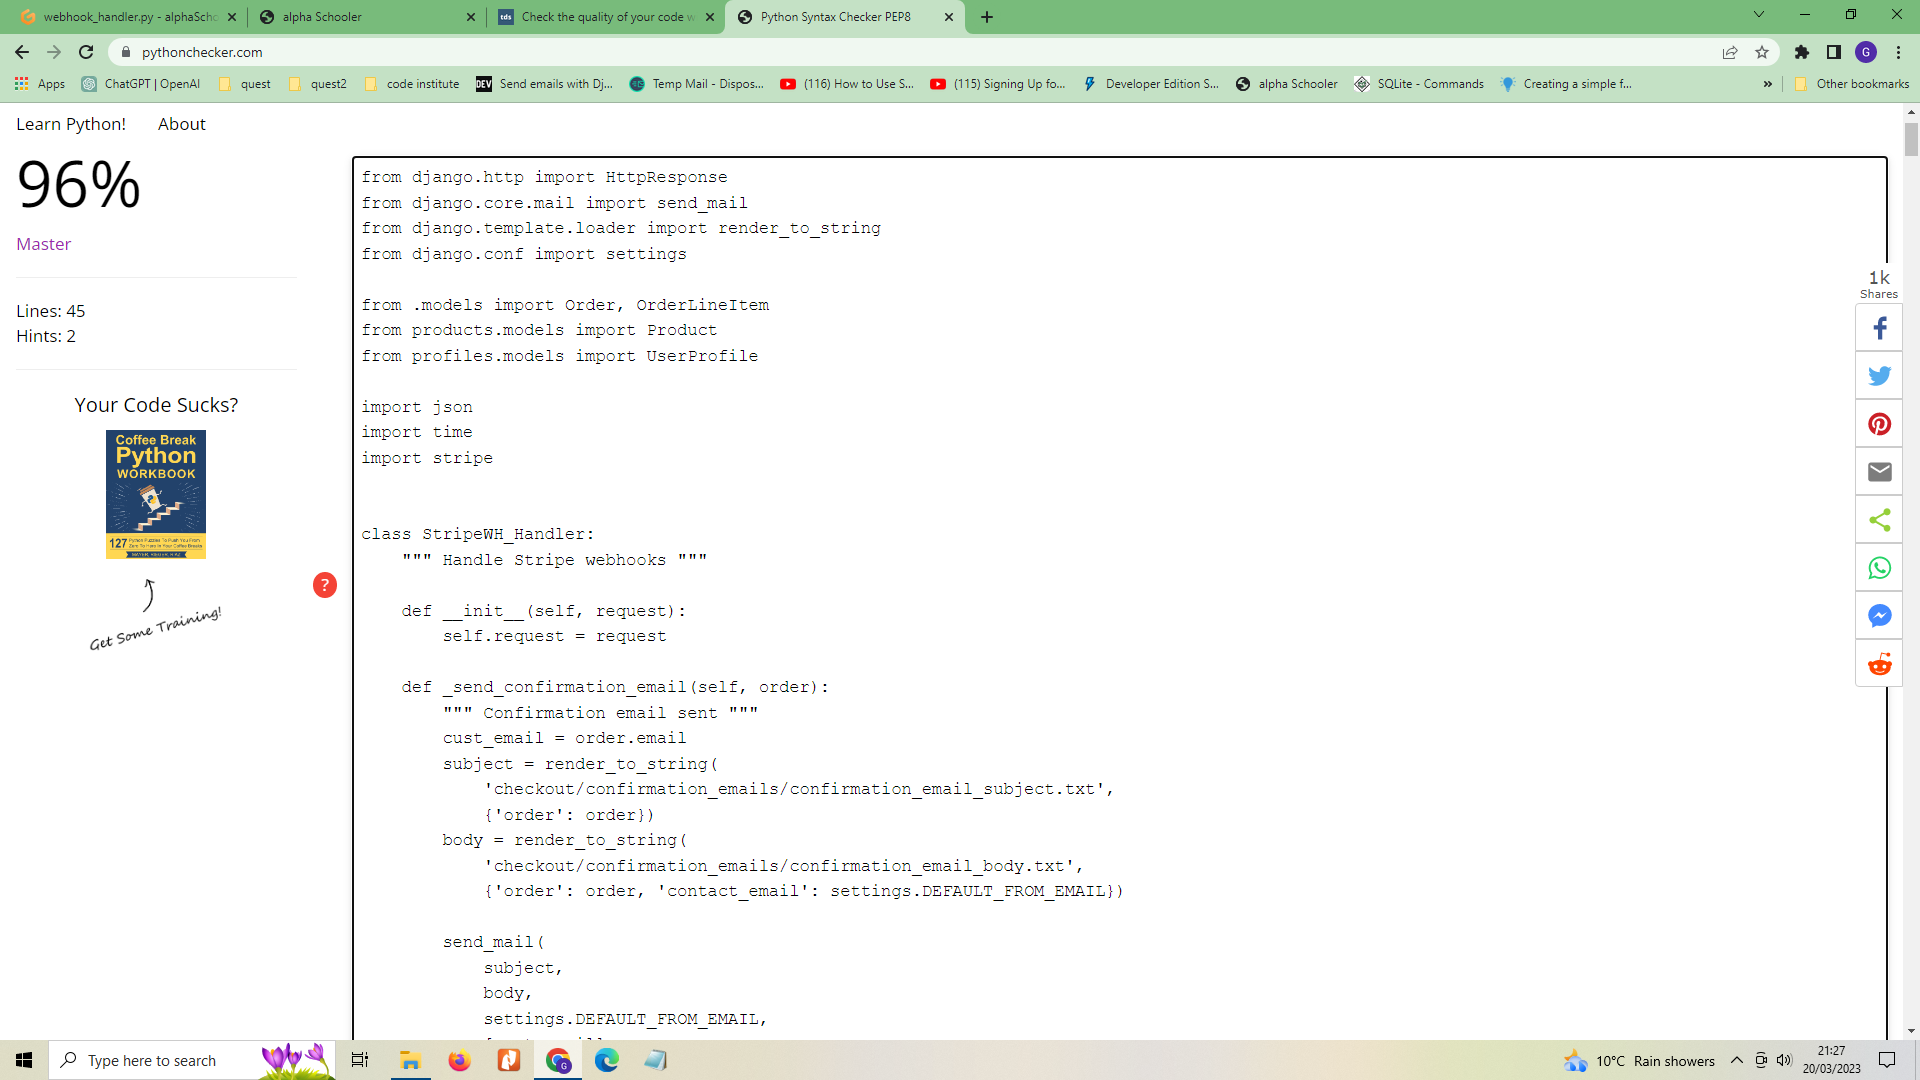 webhook_handler.py - alphaScho
alpha Schooler
Check the quality of your code w
Python Syntax Checker PEP8
pythonchecker.com
G
Apps
ChatGPT | OpenAI
quest
quest2
code institute
DEV Send emails with Dj...
Temp Mail - Dispos...
(116) How to Use S...
(115) Signing Up fo...
Developer Edition S...
alpha Schooler
SQLite - Commands
Creating a simple f...
»
Other bookmarks
Learn Python!
About
96%
Master
Lines: 45
Hints: 2
Your Code Sucks?
Coffee Break
Python
WORKBOOK
127
Get Some Training!
?
from django.http import HttpResponse
from django.core.mail import send_mail
from django.template.loader import render_to_string
from django.conf import settings
from .models import Order, OrderLineItem
from products.models import Product
from profiles.models import UserProfile
import json
import time
import stripe
class StripeWH_Handler:
""" Handle Stripe webhooks """
def __init__(self, request):
self.request = request
def _send_confirmation_email(self, order):
""" Confirmation email sent """
cust_email = order.email
subject = render_to_string(
'checkout/confirmation_emails/confirmation_email_subject.txt',
{'order': order})
body = render_to_string(
'checkout/confirmation_emails/confirmation_email_body.txt',
{'order': order, 'contact_email': settings.DEFAULT_FROM_EMAIL})
send_mail(
subject,
body,
settings.DEFAULT_FROM_EMAIL,
1k
Shares
Type here to search
10°C Rain showers
21:27
20/03/2023